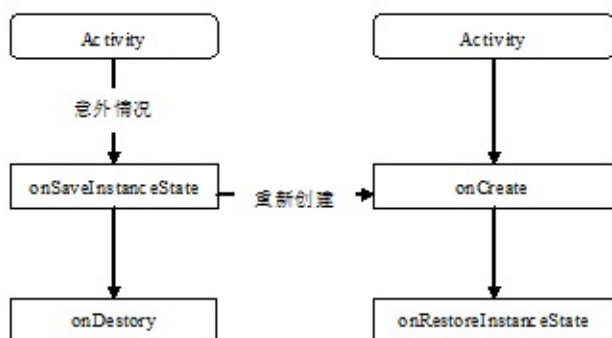 Activity
Activity
意外情况
onSaveInstanceState
重新创建
onCreate
onDestory
onRestoreInstanceState